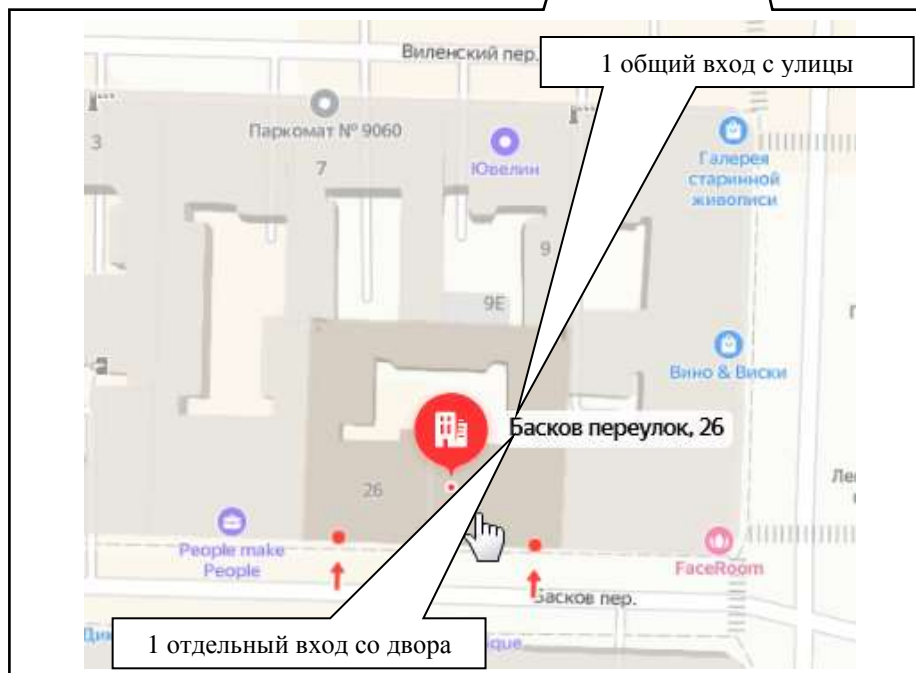 Виленский пер.
1 общий вход с улицы
3
Паркомат № 9060
7
Ювелин
Галерея
старинной
живописи
9
9Е
Вино & Виски
Басков переулок, 26
26
People make
People
FaceRoom
Басков пер.
1 отдельный вход со двора